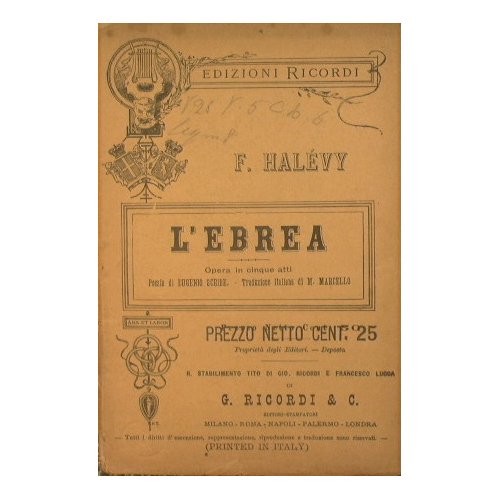 EDIZIONI RICORDI
F. HALÉVY
L'EBREA
Opera in cinque atti
Poesia di EUGENIO SCRIBE. - Traduzione italiana di M. MARCELLO
ARS ET LABOR
PREZZO NETTO CENT. 25
Proprietà degli Editori. — Deposto
R. STABILIMENTO TITO DI GIO. RICORDI E FRANCESCO LUCCA
DI
G. RICORDI & C.
EDITORI-STAMPATORI
MILANO - ROMA - NAPOLI - PALERMO - LONDRA
— Tutti i diritti d'esecuzione, rappresentazione, riproduzione e traduzione sono riservati. —
(PRINTED IN ITALY)